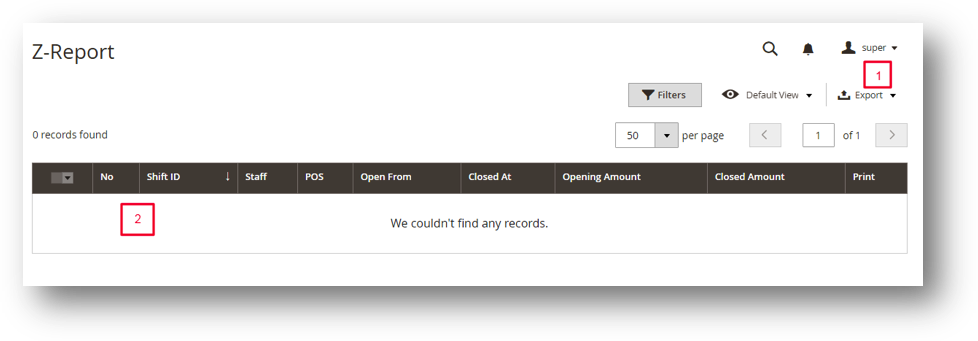 Z-Report
super
1
Filters Default View Export
0 records found 50 per page 1 of 1
No Shift ID Staff POS Open From Closed At Opening Amount Closed Amount Print
2
We couldn't find any records.